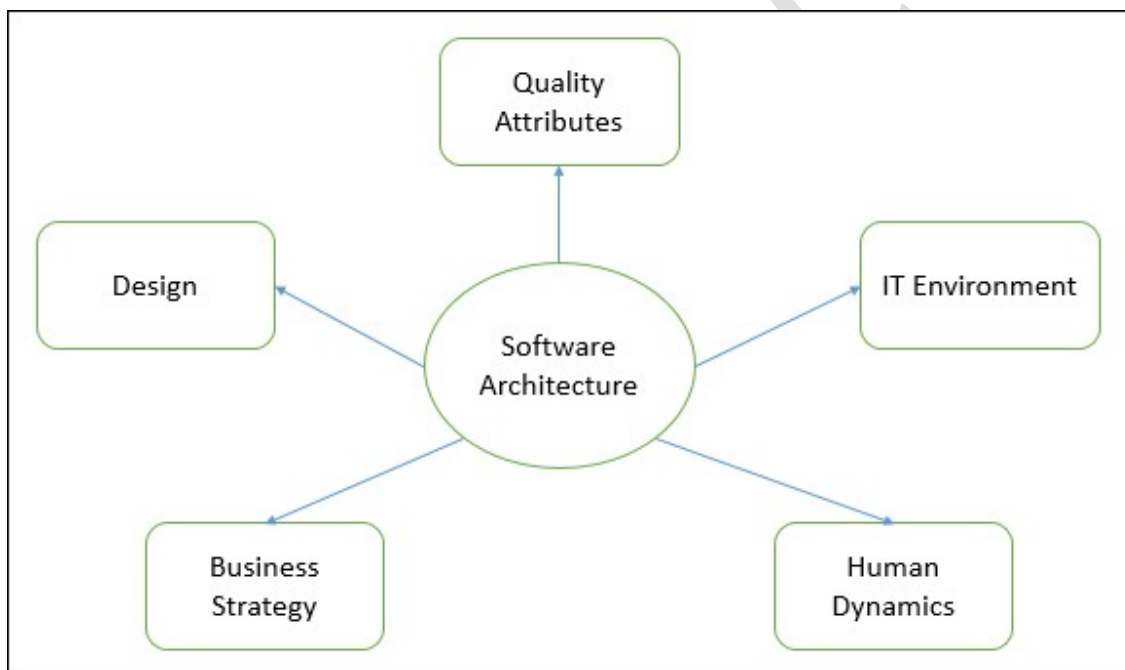 Quality
Attributes
Design
IT Environment
Software
Architecture
Business
Strategy
Human
Dynamics